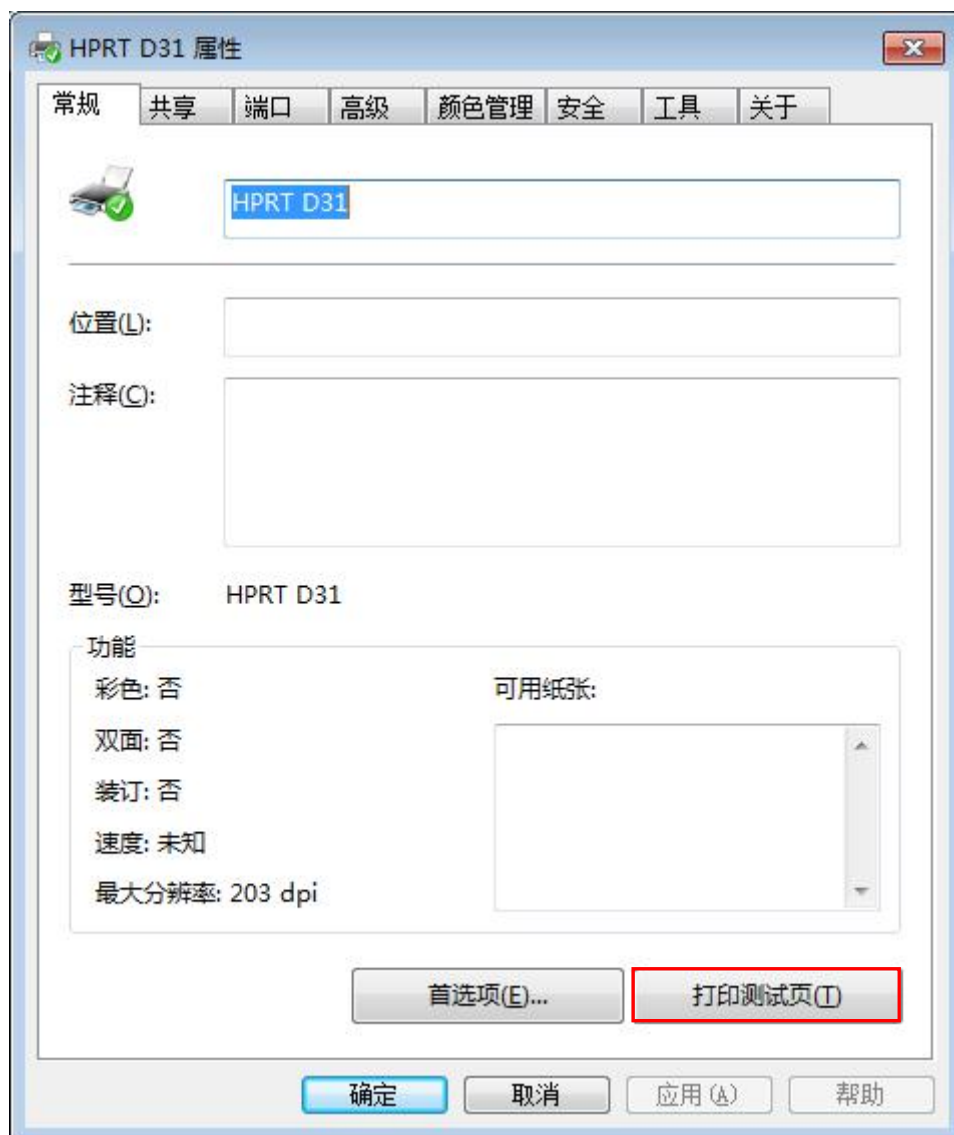 HPRT D31 属性
常规 共享 端口 高级 颜色管理 安全 工具 关于
HPRT D31
位置(L):
注释(C):
型号(O): HPRT D31
功能
彩色: 否 可用纸张:
双面: 否
装订: 否
速度: 未知
最大分辨率: 203 dpi
首选项(E)... 打印测试页(T)
确定 取消 应用(A) 帮助